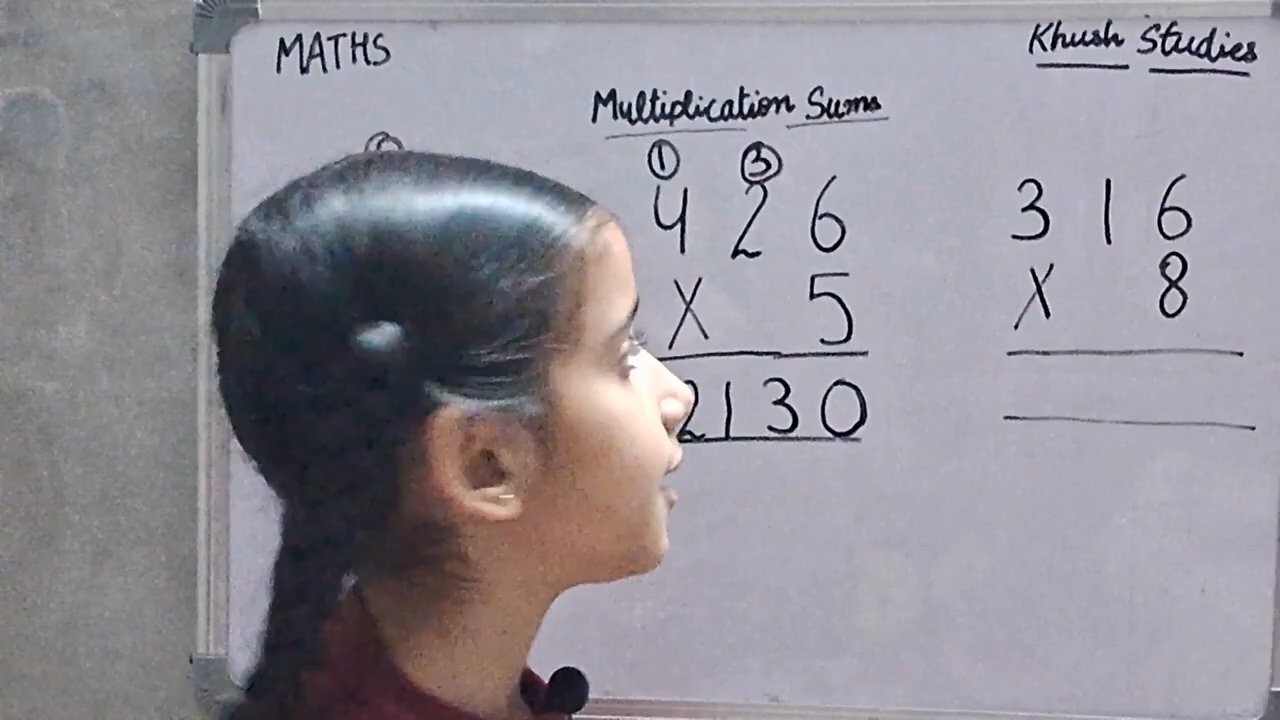 MATHS
Khush Studies
Multiplication Sums
① ③
4 2 6
X 5
2130
3 1 6
X 8